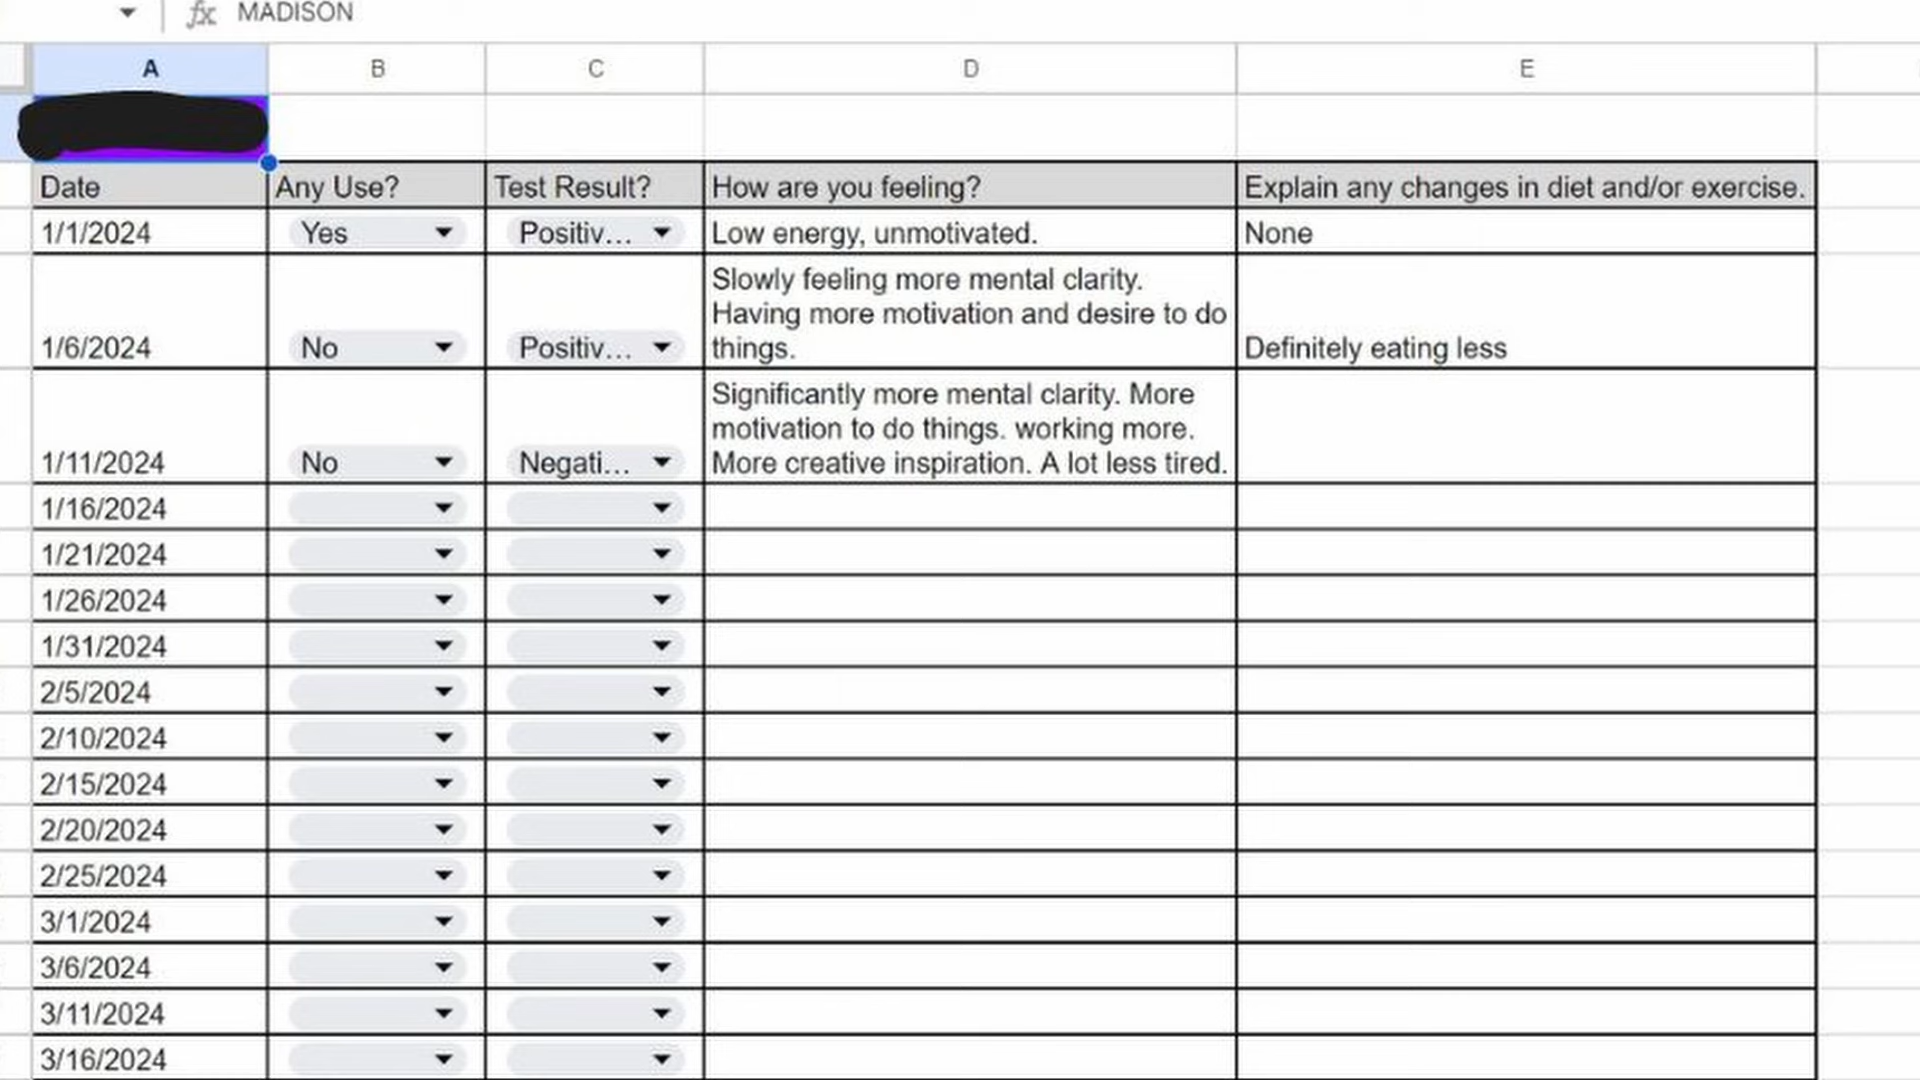 fx MADISON
A B C D E
Date Any Use? Test Result? How are you feeling? Explain any changes in diet and/or exercise.
1/1/2024 Yes Positiv... Low energy, unmotivated. None
Slowly feeling more mental clarity.
Having more motivation and desire to do
1/6/2024 No Positiv... things. Definitely eating less
Significantly more mental clarity. More
motivation to do things. working more.
1/11/2024 No Negati... More creative inspiration. A lot less tired.
1/16/2024
1/21/2024
1/26/2024
1/31/2024
2/5/2024
2/10/2024
2/15/2024
2/20/2024
2/25/2024
3/1/2024
3/6/2024
3/11/2024
3/16/2024